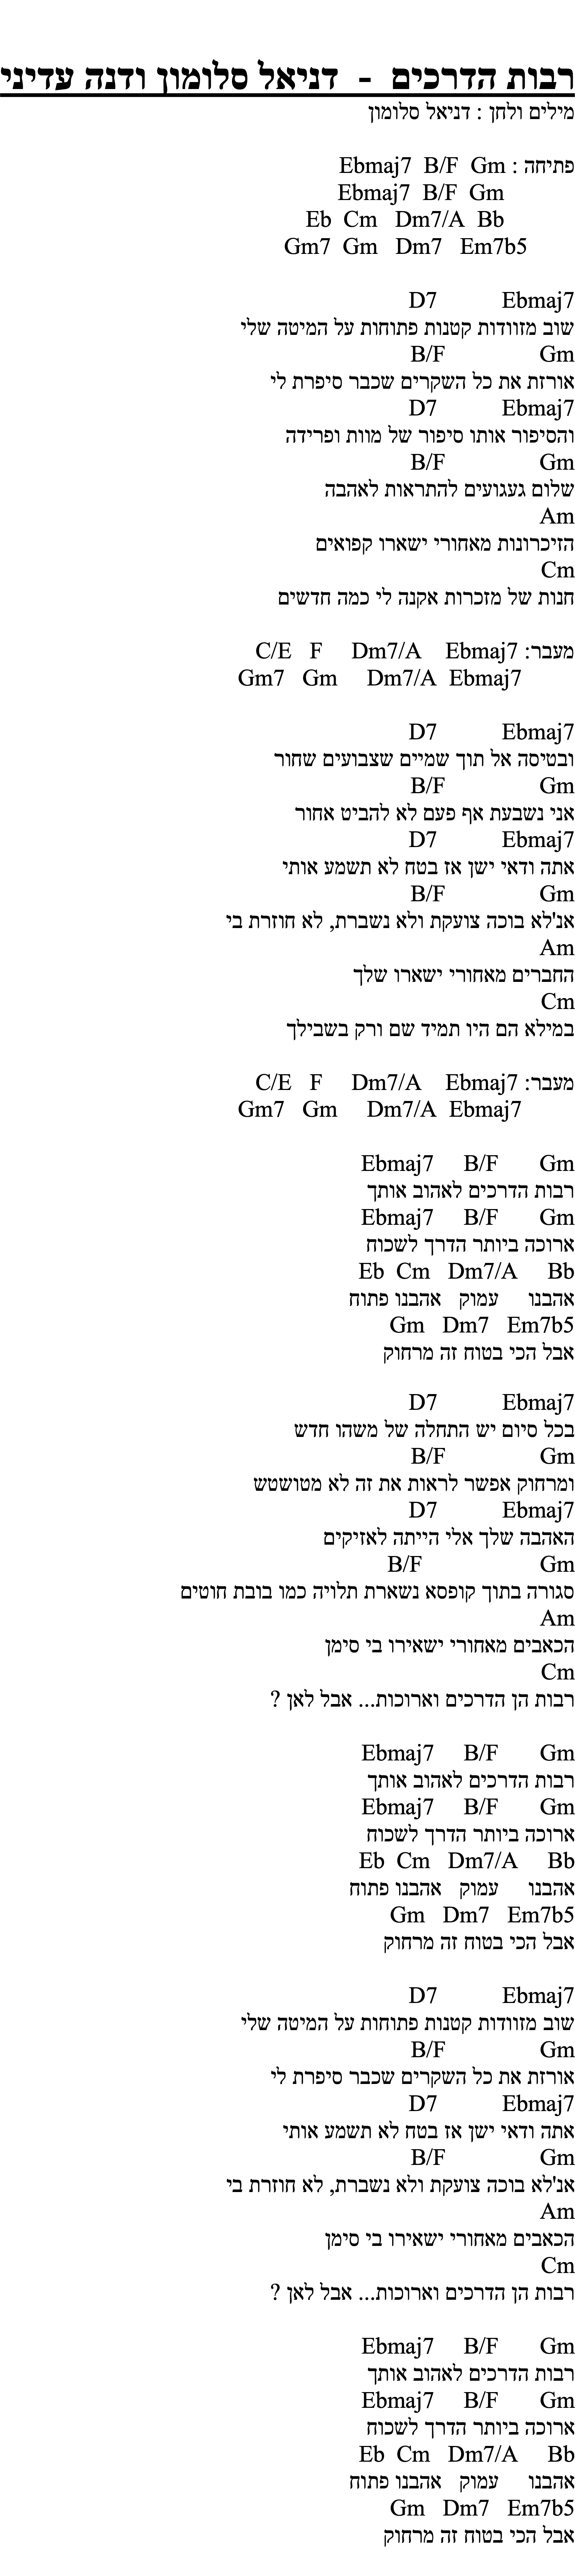 רבות הדרכים - דניאל סלומון ודנה עדיני
מילים ולחן : דניאל סלומון

פתיחה : Ebmaj7 B/F Gm
Ebmaj7 B/F Gm
Eb Cm Dm7/A Bb
Gm7 Gm Dm7 Em7b5

D7 Ebmaj7
שוב מזוודות קטנות פתוחות על המיטה שלי
B/F Gm
אורזת את כל השקרים שכבר סיפרת לי
D7 Ebmaj7
והסיפור אותו סיפור של מוות ופרידה
B/F Gm
שלום געגועים להתראות לאהבה
Am
הזיכרונות מאחורי ישארו קפואים
Cm
חנות של מזכרות אקנה לי כמה חדשים

מעבר: C/E F Dm7/A Ebmaj7
Gm7 Gm Dm7/A Ebmaj7

D7 Ebmaj7
ובטיסה אל תוך שמיים שצבועים שחור
B/F Gm
אני נשבעת אף פעם לא להביט אחור
D7 Ebmaj7
אתה ודאי ישן אז בטח לא תשמע אותי
B/F Gm
אנ'לא בוכה צועקת ולא נשברת, לא חוזרת בי
Am
החברים מאחורי ישארו שלך
Cm
במילא הם היו תמיד שם ורק בשבילך

מעבר: C/E F Dm7/A Ebmaj7
Gm7 Gm Dm7/A Ebmaj7

Ebmaj7 B/F Gm
רבות הדרכים לאהוב אותך
Ebmaj7 B/F Gm
ארוכה ביותר הדרך לשכוח
Eb Cm Dm7/A Bb
אהבנו עמוק אהבנו פתוח
Gm Dm7 Em7b5
אבל הכי בטוח זה מרחוק

D7 Ebmaj7
בכל סיום יש התחלה של משהו חדש
B/F Gm
ומרחוק אפשר לראות את זה לא מטושטש
D7 Ebmaj7
האהבה שלך אלי הייתה לאזיקים
B/F Gm
סגורה בתוך קופסא נשארת תלויה כמו בובת חוטים
Am
הכאבים מאחורי ישאירו בי סימן
Cm
רבות הן הדרכים וארוכות... אבל לאן ?

Ebmaj7 B/F Gm
רבות הדרכים לאהוב אותך
Ebmaj7 B/F Gm
ארוכה ביותר הדרך לשכוח
Eb Cm Dm7/A Bb
אהבנו עמוק אהבנו פתוח
Gm Dm7 Em7b5
אבל הכי בטוח זה מרחוק

D7 Ebmaj7
שוב מזוודות קטנות פתוחות על המיטה שלי
B/F Gm
אורזת את כל השקרים שכבר סיפרת לי
D7 Ebmaj7
אתה ודאי ישן אז בטח לא תשמע אותי
B/F Gm
אנ'לא בוכה צועקת ולא נשברת, לא חוזרת בי
Am
הכאבים מאחורי ישאירו בי סימן
Cm
רבות הן הדרכים וארוכות... אבל לאן ?

Ebmaj7 B/F Gm
רבות הדרכים לאהוב אותך
Ebmaj7 B/F Gm
ארוכה ביותר הדרך לשכוח
Eb Cm Dm7/A Bb
אהבנו עמוק אהבנו פתוח
Gm Dm7 Em7b5
אבל הכי בטוח זה מרחוק